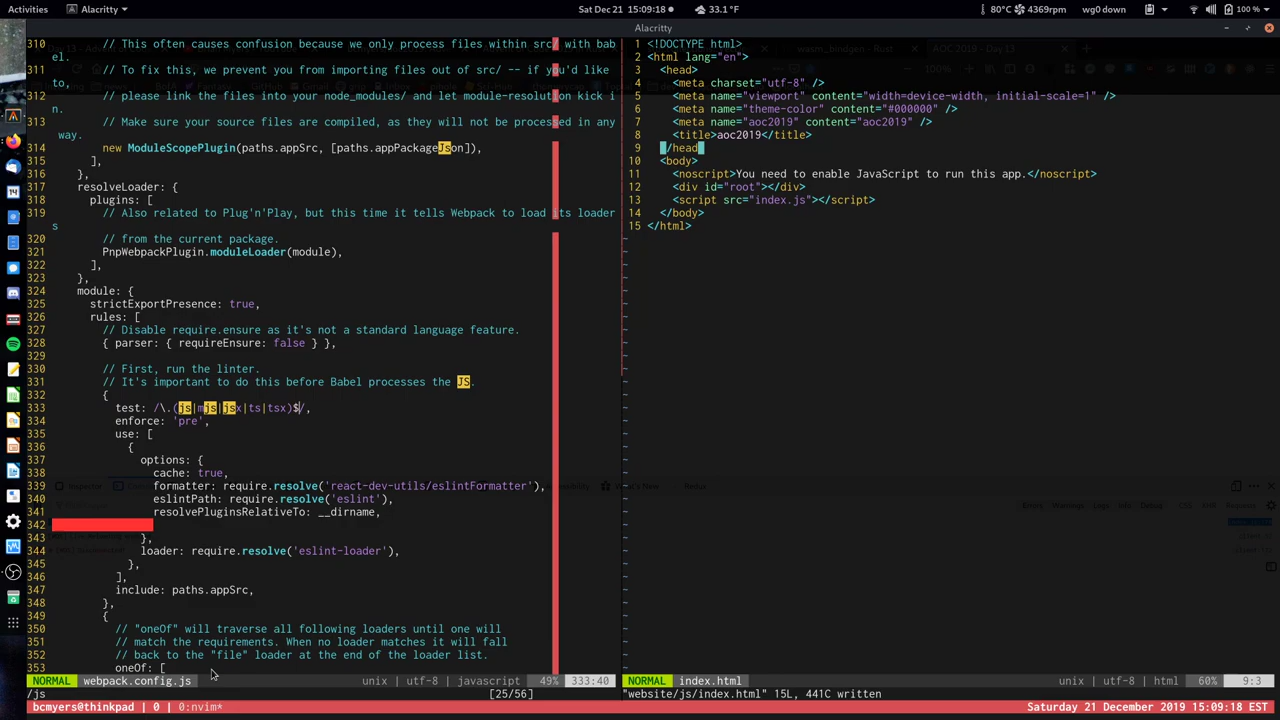 Activities Alacritty Sat Dec 21 15:09:18 33.1 °F 80°C 4369rpm wg0 down 100 %
Alacritty
310 // This often causes confusion because we only process files within src/ with bab
el.
311 // To fix this, we prevent you from importing files out of src/ -- if you'd like
to,
312 // please link the files into your node_modules/ and let module-resolution kick i
n.
313 // Make sure your source files are compiled, as they will not be processed in any
way.
314 new ModuleScopePlugin(paths.appSrc, [paths.appPackageJson]),
315 ],
316 },
317 resolveLoader: {
318 plugins: [
319 // Also related to Plug'n'Play, but this time it tells Webpack to load its loader
s
320 // from the current package.
321 PnpWebpackPlugin.moduleLoader(module),
322 ],
323 },
324 module: {
325 strictExportPresence: true,
326 rules: [
327 // Disable require.ensure as it's not a standard language feature.
328 { parser: { requireEnsure: false } },
329
330 // First, run the linter.
331 // It's important to do this before Babel processes the JS.
332 {
333 test: /\.(js|mjs|jsx|ts|tsx)$/,
334 enforce: 'pre',
335 use: [
336 {
337 options: {
338 cache: true,
339 formatter: require.resolve('react-dev-utils/eslintFormatter'),
340 eslintPath: require.resolve('eslint'),
341 resolvePluginsRelativeTo: __dirname,
342
343 },
344 loader: require.resolve('eslint-loader'),
345 },
346 ],
347 include: paths.appSrc,
348 },
349 {
350 // "oneOf" will traverse all following loaders until one will
351 // match the requirements. When no loader matches it will fall
352 // back to the "file" loader at the end of the loader list.
353 oneOf: [
NORMAL webpack.config.js unix | utf-8 | javascript 49% 333:40
/js [25/56]
1 <!DOCTYPE html>
2 <html lang="en">
3 <head>
4 <meta charset="utf-8" />
5 <meta name="viewport" content="width=device-width, initial-scale=1" />
6 <meta name="theme-color" content="#000000" />
7 <meta name="aoc2019" content="aoc2019" />
8 <title>aoc2019</title>
9 </head>
10 <body>
11 <noscript>You need to enable JavaScript to run this app.</noscript>
12 <div id="root"></div>
13 <script src="index.js"></script>
14 </body>
15 </html>
NORMAL index.html unix | utf-8 | html 60% 9:3
"website/js/index.html" 15L, 441C written
bcmyers@thinkpad | 0 | 0:nvim* Saturday 21 December 2019 15:09:18 EST